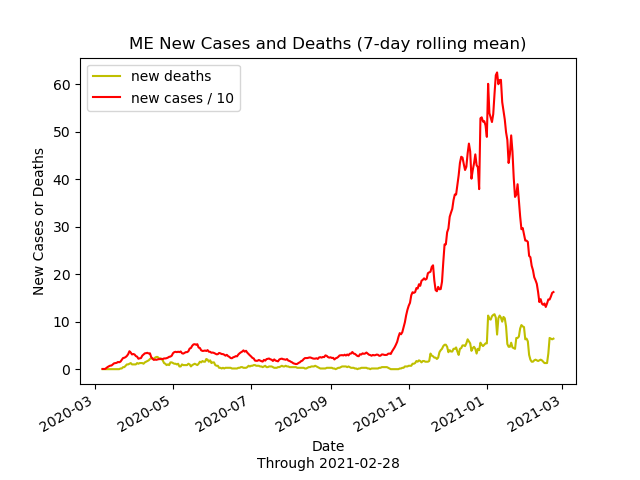 ME New Cases and Deaths (7-day rolling mean)
new deaths
new cases / 10
New Cases or Deaths
60
50
40
30
20
10
0
2020-03
2020-05
2020-07
2020-09
2020-11
2021-01
2021-03
Date
Through 2021-02-28